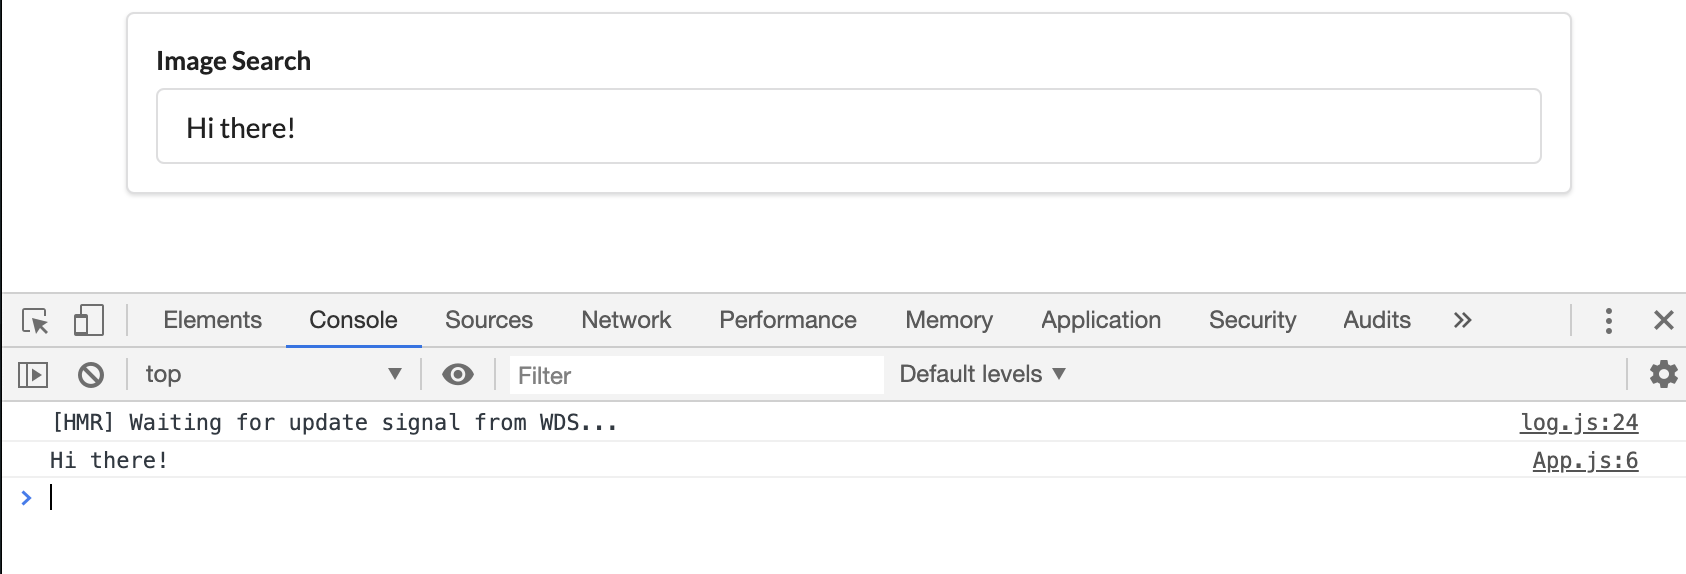 Image Search
Hi there!
Elements Console Sources Network Performance Memory Application Security Audits »
top ▼ Filter Default levels ▼
[HMR] Waiting for update signal from WDS... log.js:24
Hi there! App.js:6
>